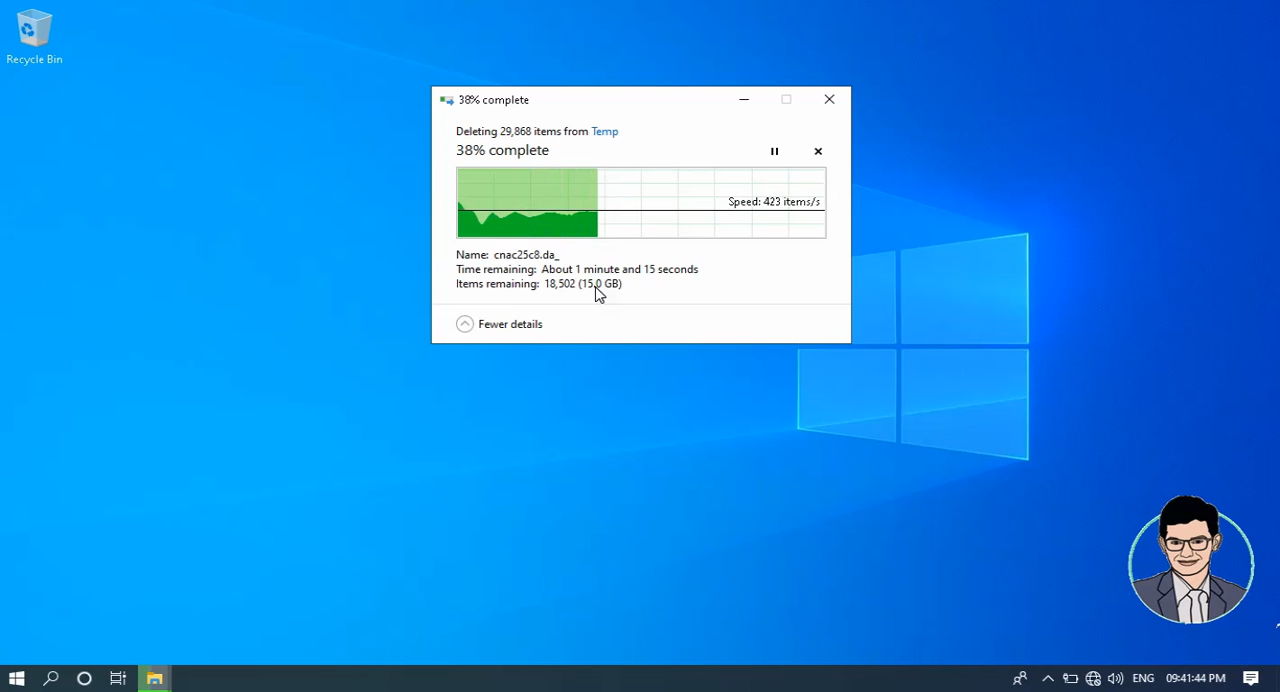 Recycle Bin
38% complete
Deleting 29,868 items from Temp
38% complete
Speed: 423 items/s
Name: cnac25c8.da_
Time remaining: About 1 minute and 15 seconds
Items remaining: 18,502 (15.0 GB)
Fewer details
ENG
09:41:44 PM